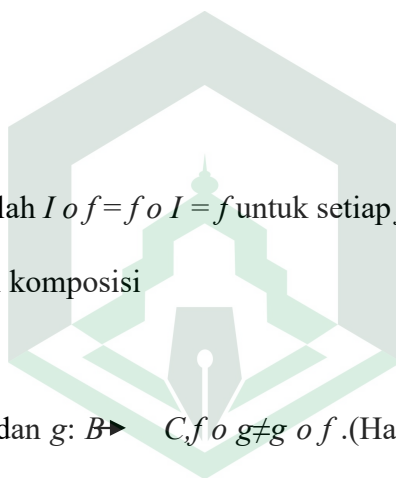 lah I o f = f o I = f untuk setiap
komposisi
dan g: B → C, f o g≠g o f .(Ha